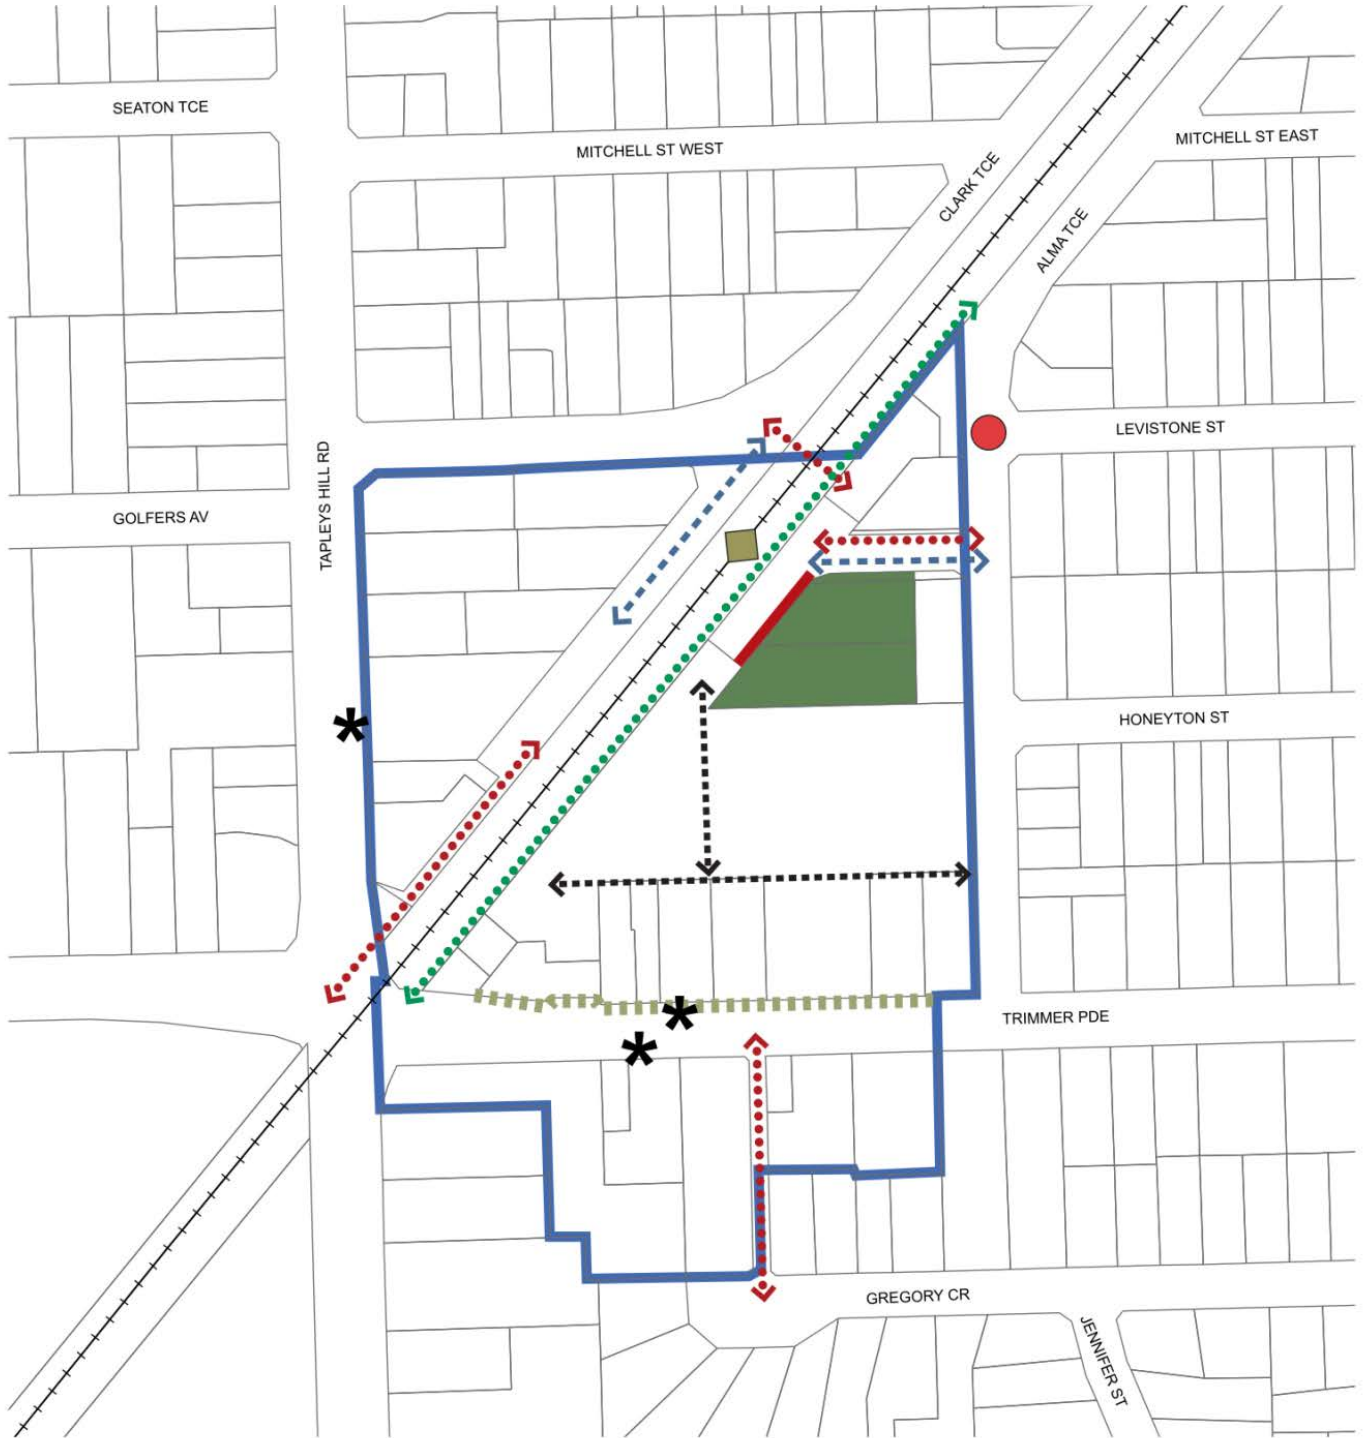 SEATON TCE
MITCHELL ST WEST
MITCHELL ST EAST
CLARK TCE
ALMA TCE
LEVISTONE ST
TAPLEYS HILL RD
GOLFERS AV
HONEYTON ST
TRIMMER PDE
GREGORY CR
JENNIFER ST